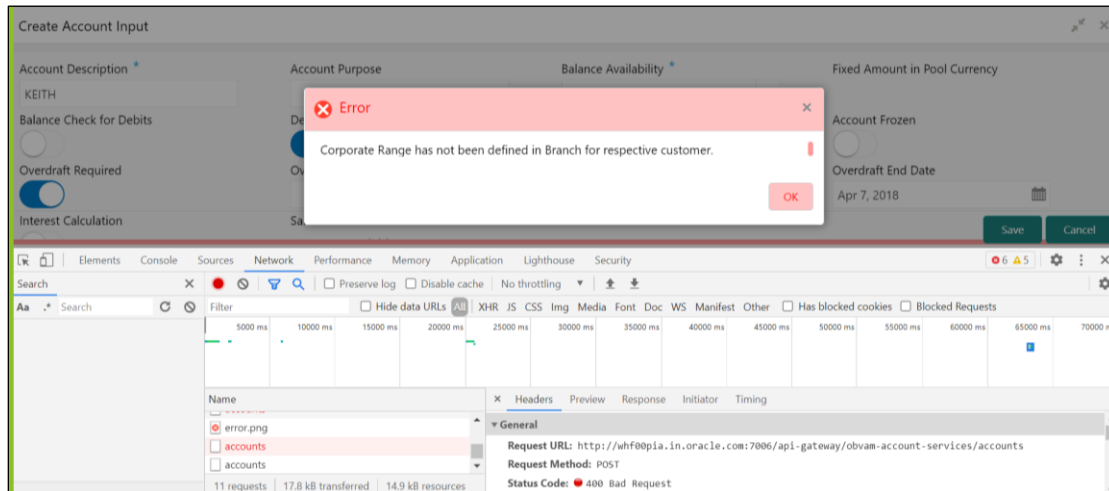 Create Account Input
Account Description *
Account Purpose
Balance Availability *
Fixed Amount in Pool Currency
KEITH
Error
Balance Check for Debits
De
Account Frozen
Corporate Range has not been defined in Branch for respective customer.
Overdraft Required
Ov
Overdraft End Date
OK
Apr 7, 2018
Interest Calculation
Sa
Save
Cancel
Elements Console Sources Network Performance Memory Application Lighthouse Security
6 5
Search
Preserve log Disable cache No throttling
Aa .* Search
Filter
Hide data URLs All XHR JS CSS Img Media Font Doc WS Manifest Other Has blocked cookies Blocked Requests
5000 ms 10000 ms 15000 ms 20000 ms 25000 ms 30000 ms 35000 ms 40000 ms 45000 ms 50000 ms 55000 ms 60000 ms 65000 ms 70000
Name
Headers Preview Response Initiator Timing
General
error.png
accounts
Request URL: http://whf00pia.in.oracle.com:7006/api-gateway/obvam-account-services/accounts
accounts
Request Method: POST
11 requests 17.8 kB transferred 14.9 kB resources
Status Code: 400 Bad Request